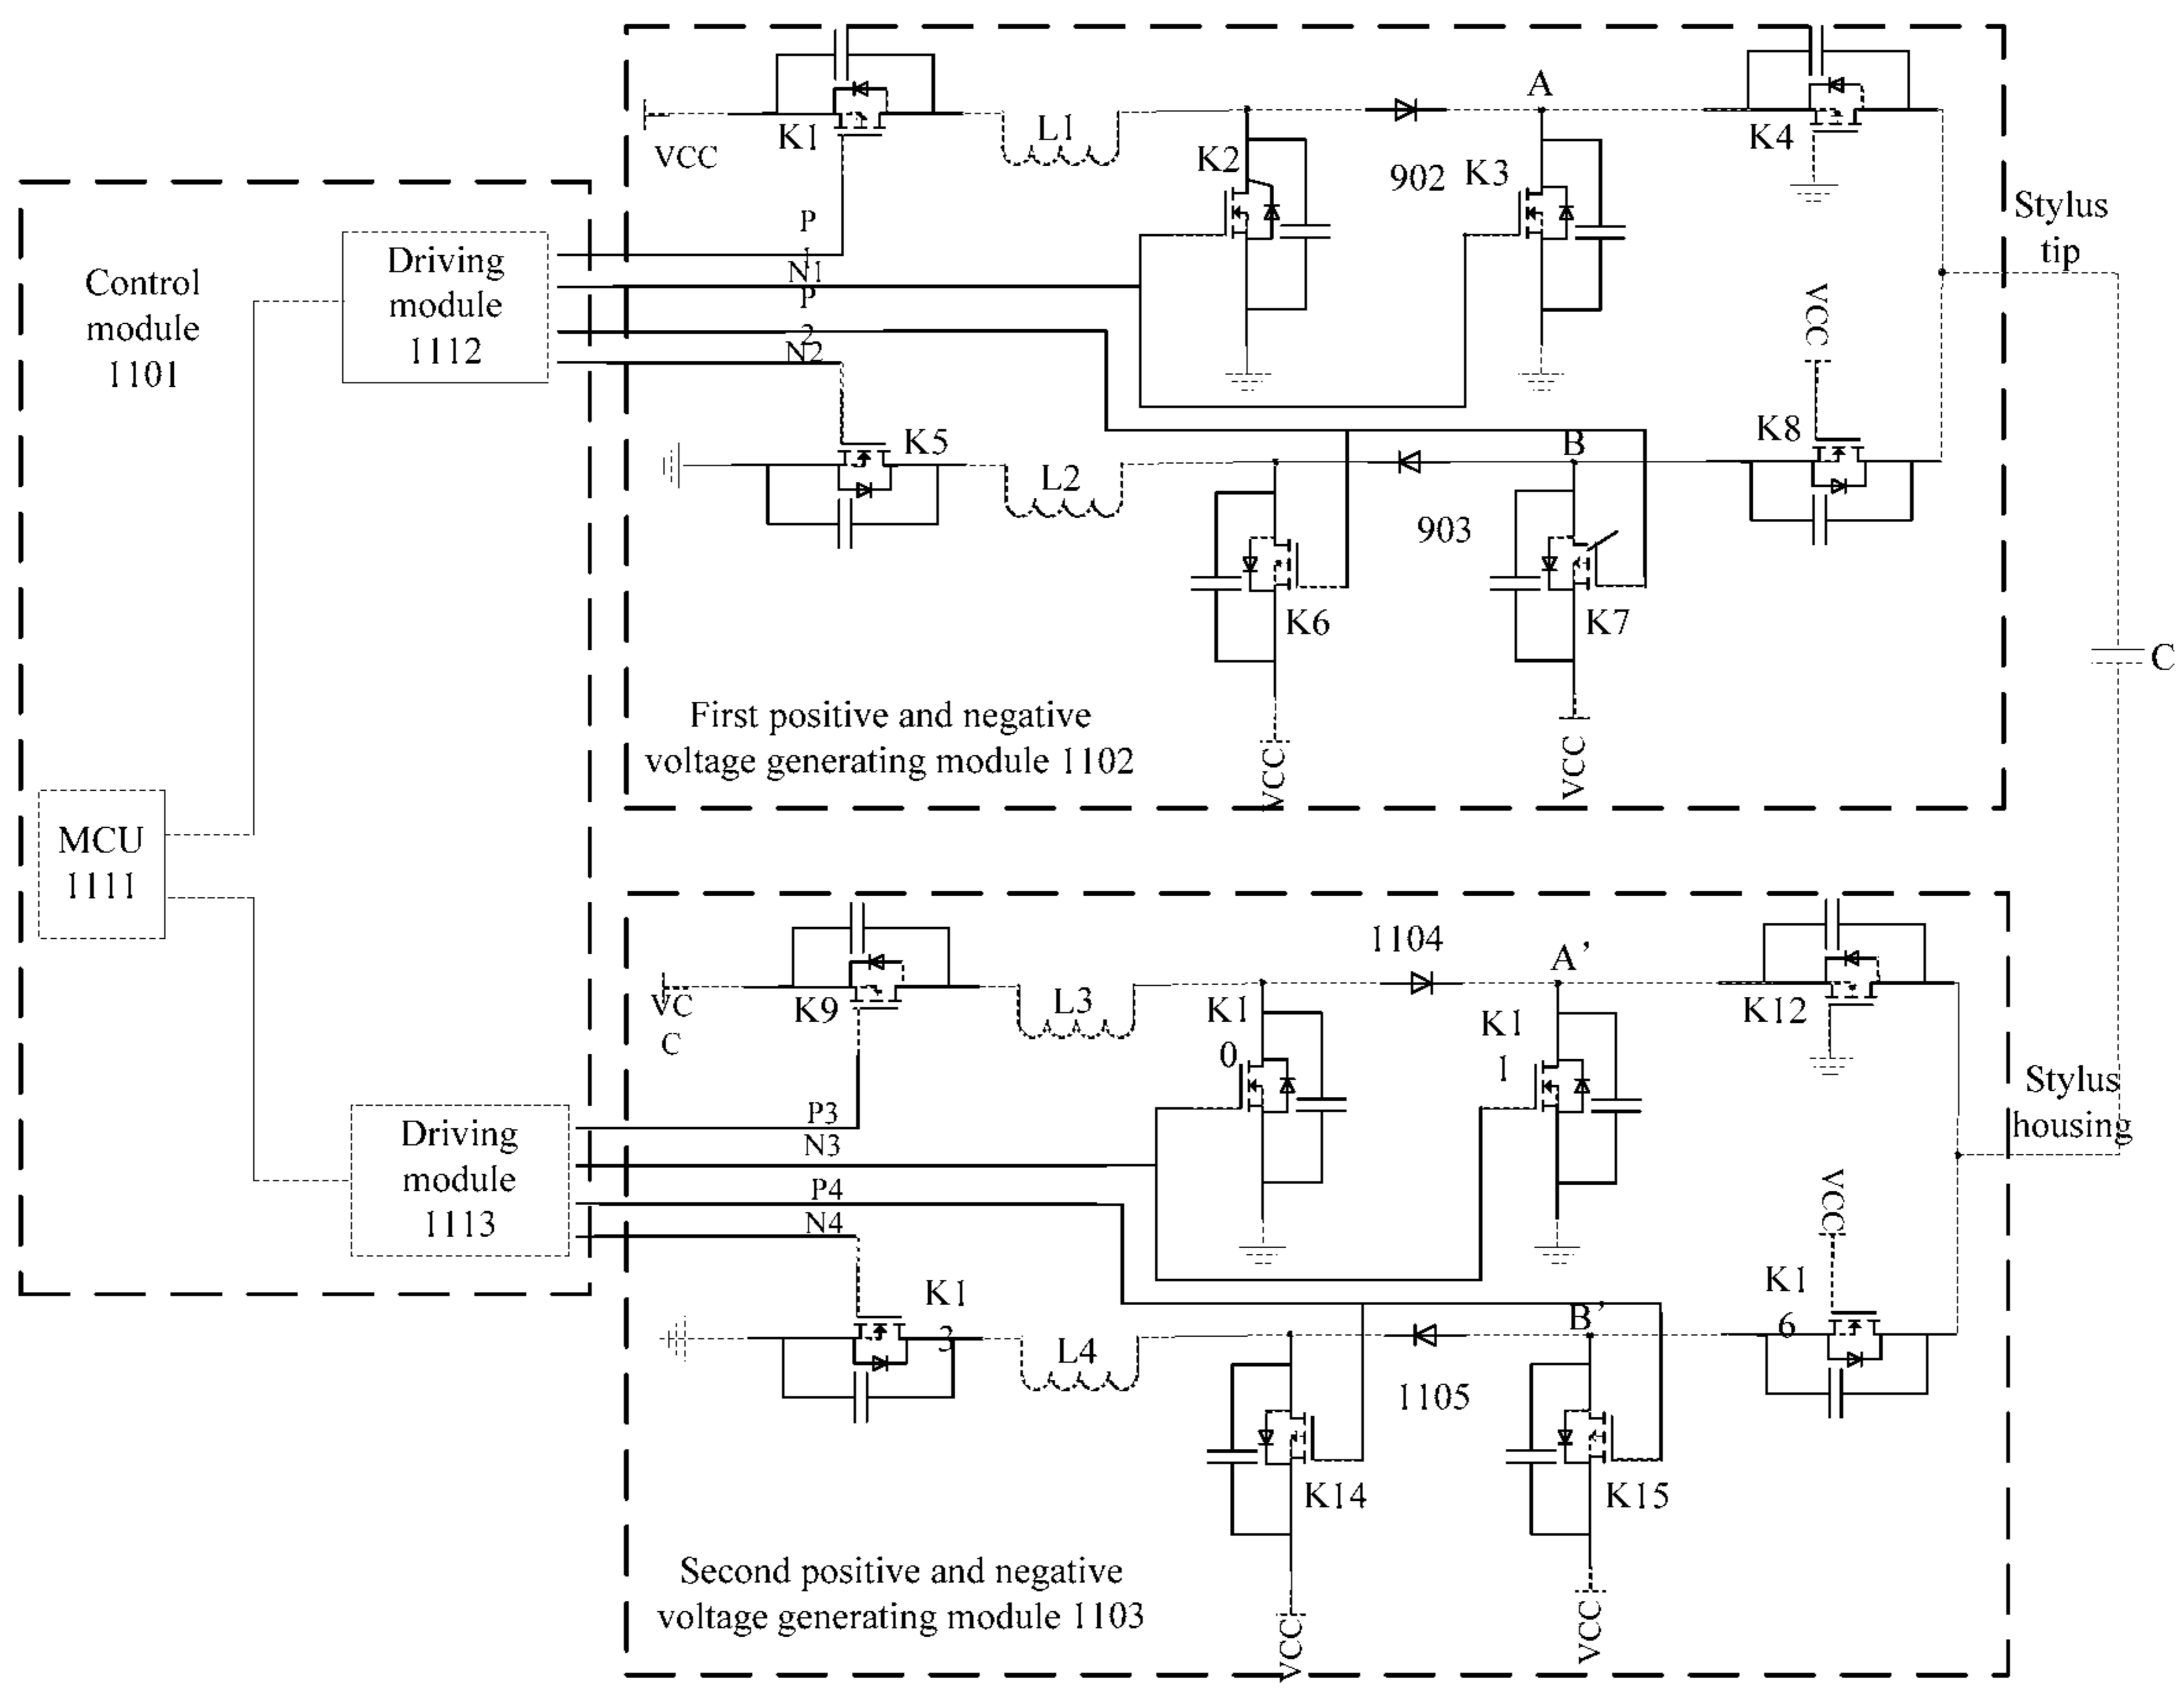 Control
module
1101
Driving
module
1112
MCU
1111
Driving
module
1113
VCC
K1
L1
K2
902
K3
A
K4
Stylus
tip
P
1
N1
P
2
N2
K5
L2
K6
903
B
K7
VCC
K8
VCC
VCC
C
First positive and negative
voltage generating module 1102
VC
C
K9
L3
K1
0
1104
A’
K1
1
K12
Stylus
housing
P3
N3
P4
N4
K1
3
L4
K14
1105
B’
K15
VCC
K1
6
VCC
VCC
Second positive and negative
voltage generating module 1103